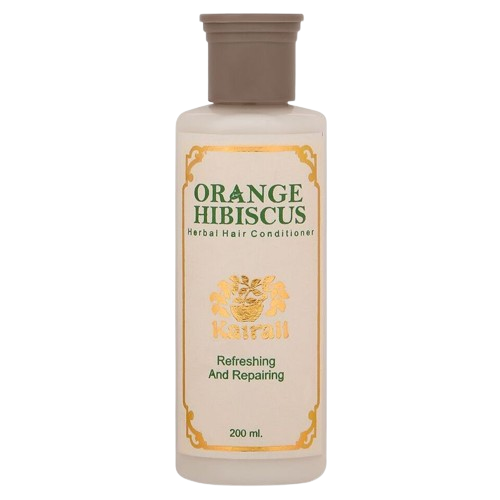 ORANGE
HIBISCUS
Herbal Hair Conditioner
Kairali
Refreshing
And Repairing
200 ml.